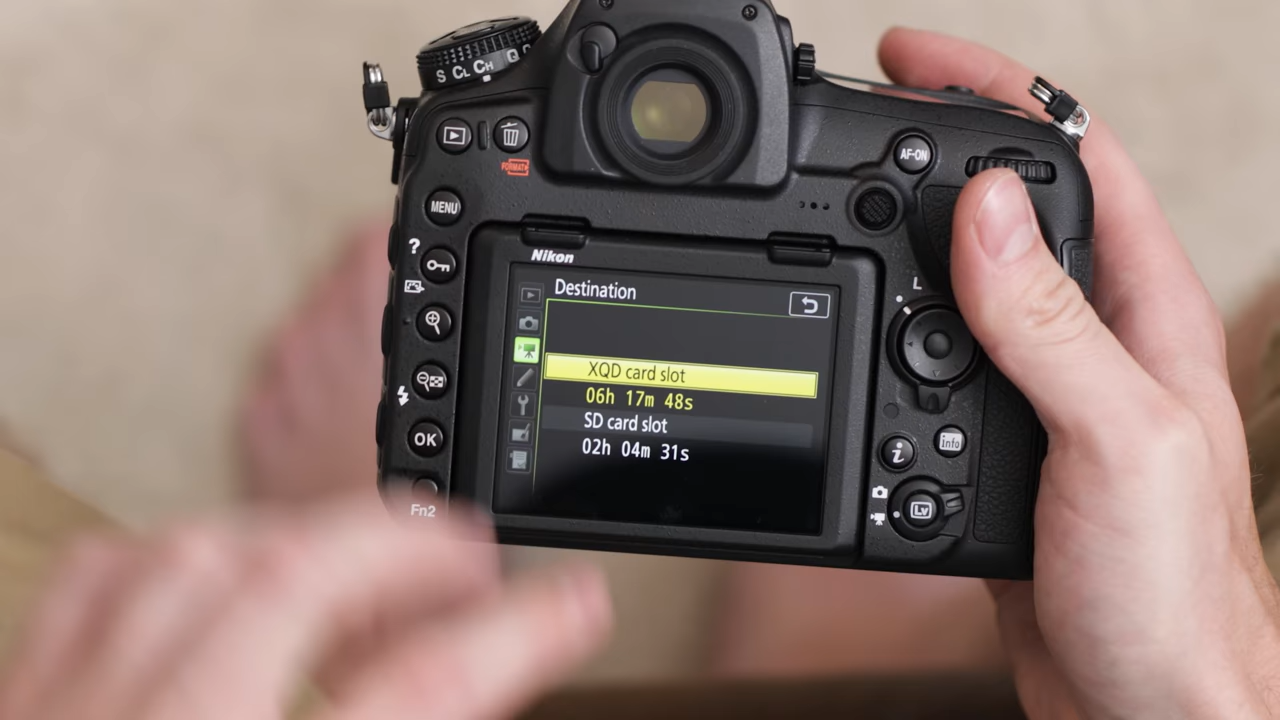 S CL CH Q
FORMAT
AF-ON
MENU
?
Nikon
L
Destination
XQD card slot
06h 17m 48s
SD card slot
02h 04m 31s
OK
i
info
Lv
Fn2